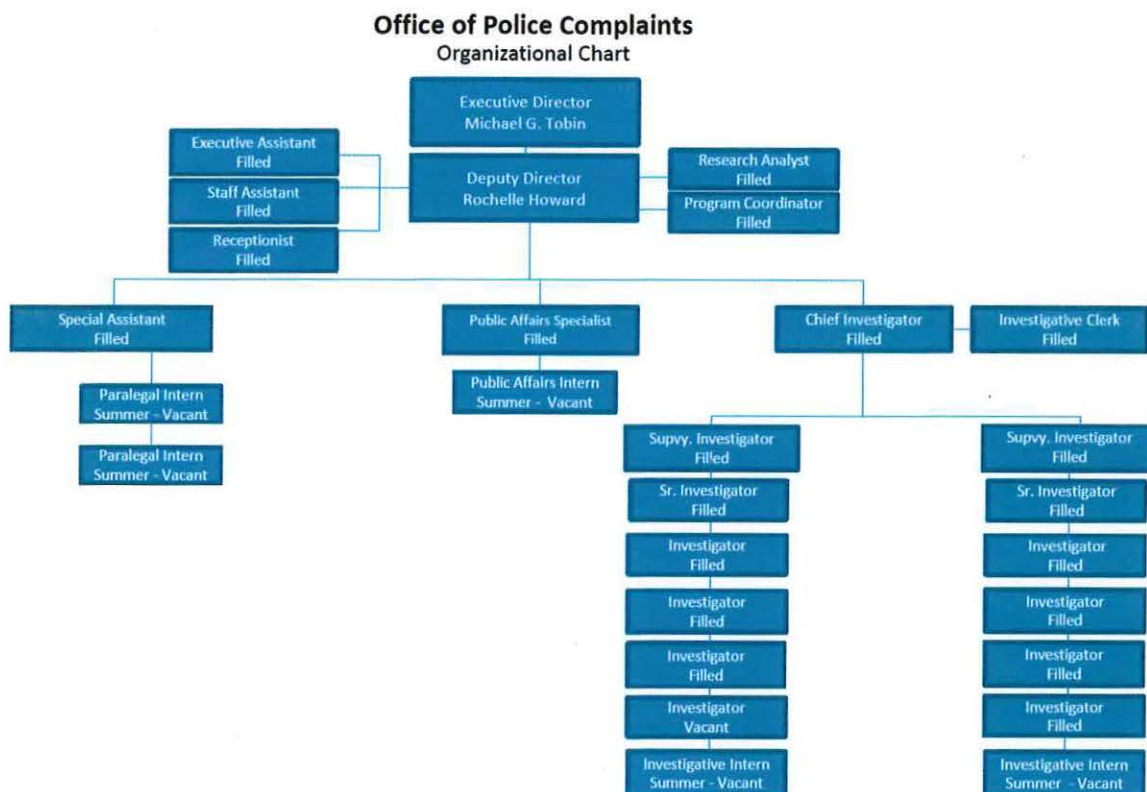 Office of Police Complaints
Organizational Chart
Executive Director
Michael G. Tobin
Executive Assistant
Filled
Staff Assistant
Filled
Receptionist
Filled
Deputy Director
Rochelle Howard
Research Analyst
Filled
Program Coordinator
Filled
Special Assistant
Filled
Public Affairs Specialist
Filled
Chief Investigator
Filled
Investigative Clerk
Filled
Paralegal Intern
Summer - Vacant
Paralegal Intern
Summer - Vacant
Public Affairs Intern
Summer - Vacant
Supvy. Investigator
Filled
Sr. Investigator
Filled
Investigator
Filled
Investigator
Filled
Investigator
Filled
Investigator
Vacant
Investigative Intern
Summer - Vacant
Supvy. Investigator
Filled
Sr. Investigator
Filled
Investigator
Filled
Investigator
Filled
Investigator
Filled
Investigator
Filled
Investigative Intern
Summer - Vacant